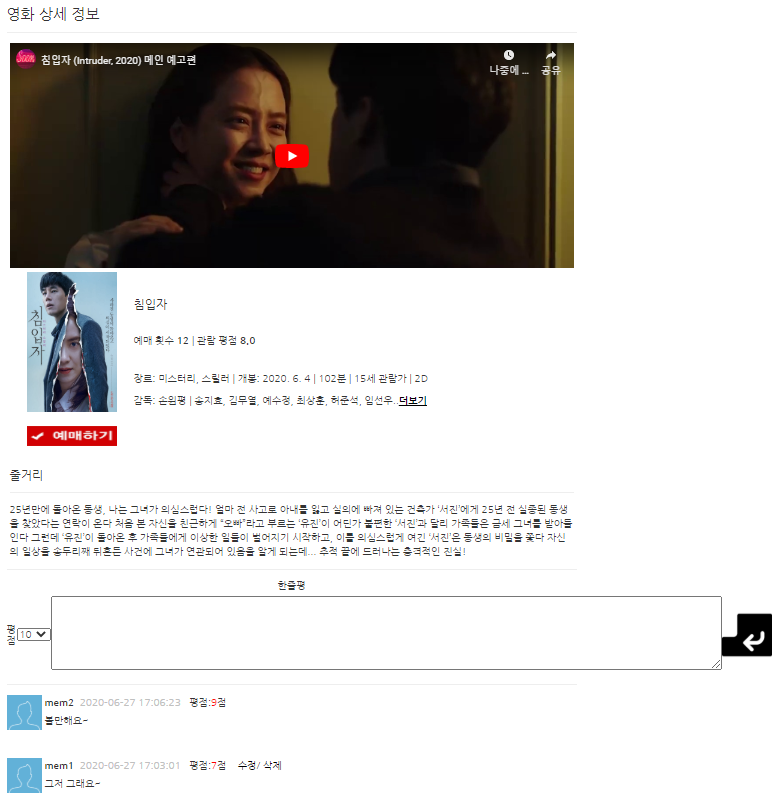 영화 상세 정보
Seen 침입자 (Intruder, 2020) 메인 예고편
나중에 ... 공유
침입자
침입자
예매 횟수 12 | 관람 평점 8.0
장르: 미스터리, 스릴러 | 개봉: 2020. 6. 4 | 102분 | 15세 관람가 | 2D
감독: 손원평 | 송지효, 김무열, 예수정, 최상훈, 허준석, 임선우..더보기
예매하기
줄거리
25년만에 돌아온 동생, 나는 그녀가 의심스럽다! 얼마 전 사고로 아내를 잃고 실의에 빠져 있는 건축가 ‘서진’에게 25년 전 실종된 동생
을 찾았다는 연락이 온다 처음 본 자신을 친근하게 “오빠”라고 부르는 ‘유진’이 어딘가 불편한 ‘서진’과 달리 가족들은 금세 그녀를 받아들
인다 그런데 ‘유진’이 돌아온 후 가족들에게 이상한 일들이 벌어지기 시작하고, 이를 의심스럽게 여긴 ‘서진’은 동생의 비밀을 쫓다 자신
의 일상을 송두리째 뒤흔든 사건에 그녀가 연관되어 있음을 알게 되는데... 추적 끝에 드러나는 충격적인 진실!
한줄평
평
점 10
mem2 2020-06-27 17:06:23 평점:9점
볼만해요~
mem1 2020-06-27 17:03:01 평점:7점 수정/ 삭제
그저 그래요~